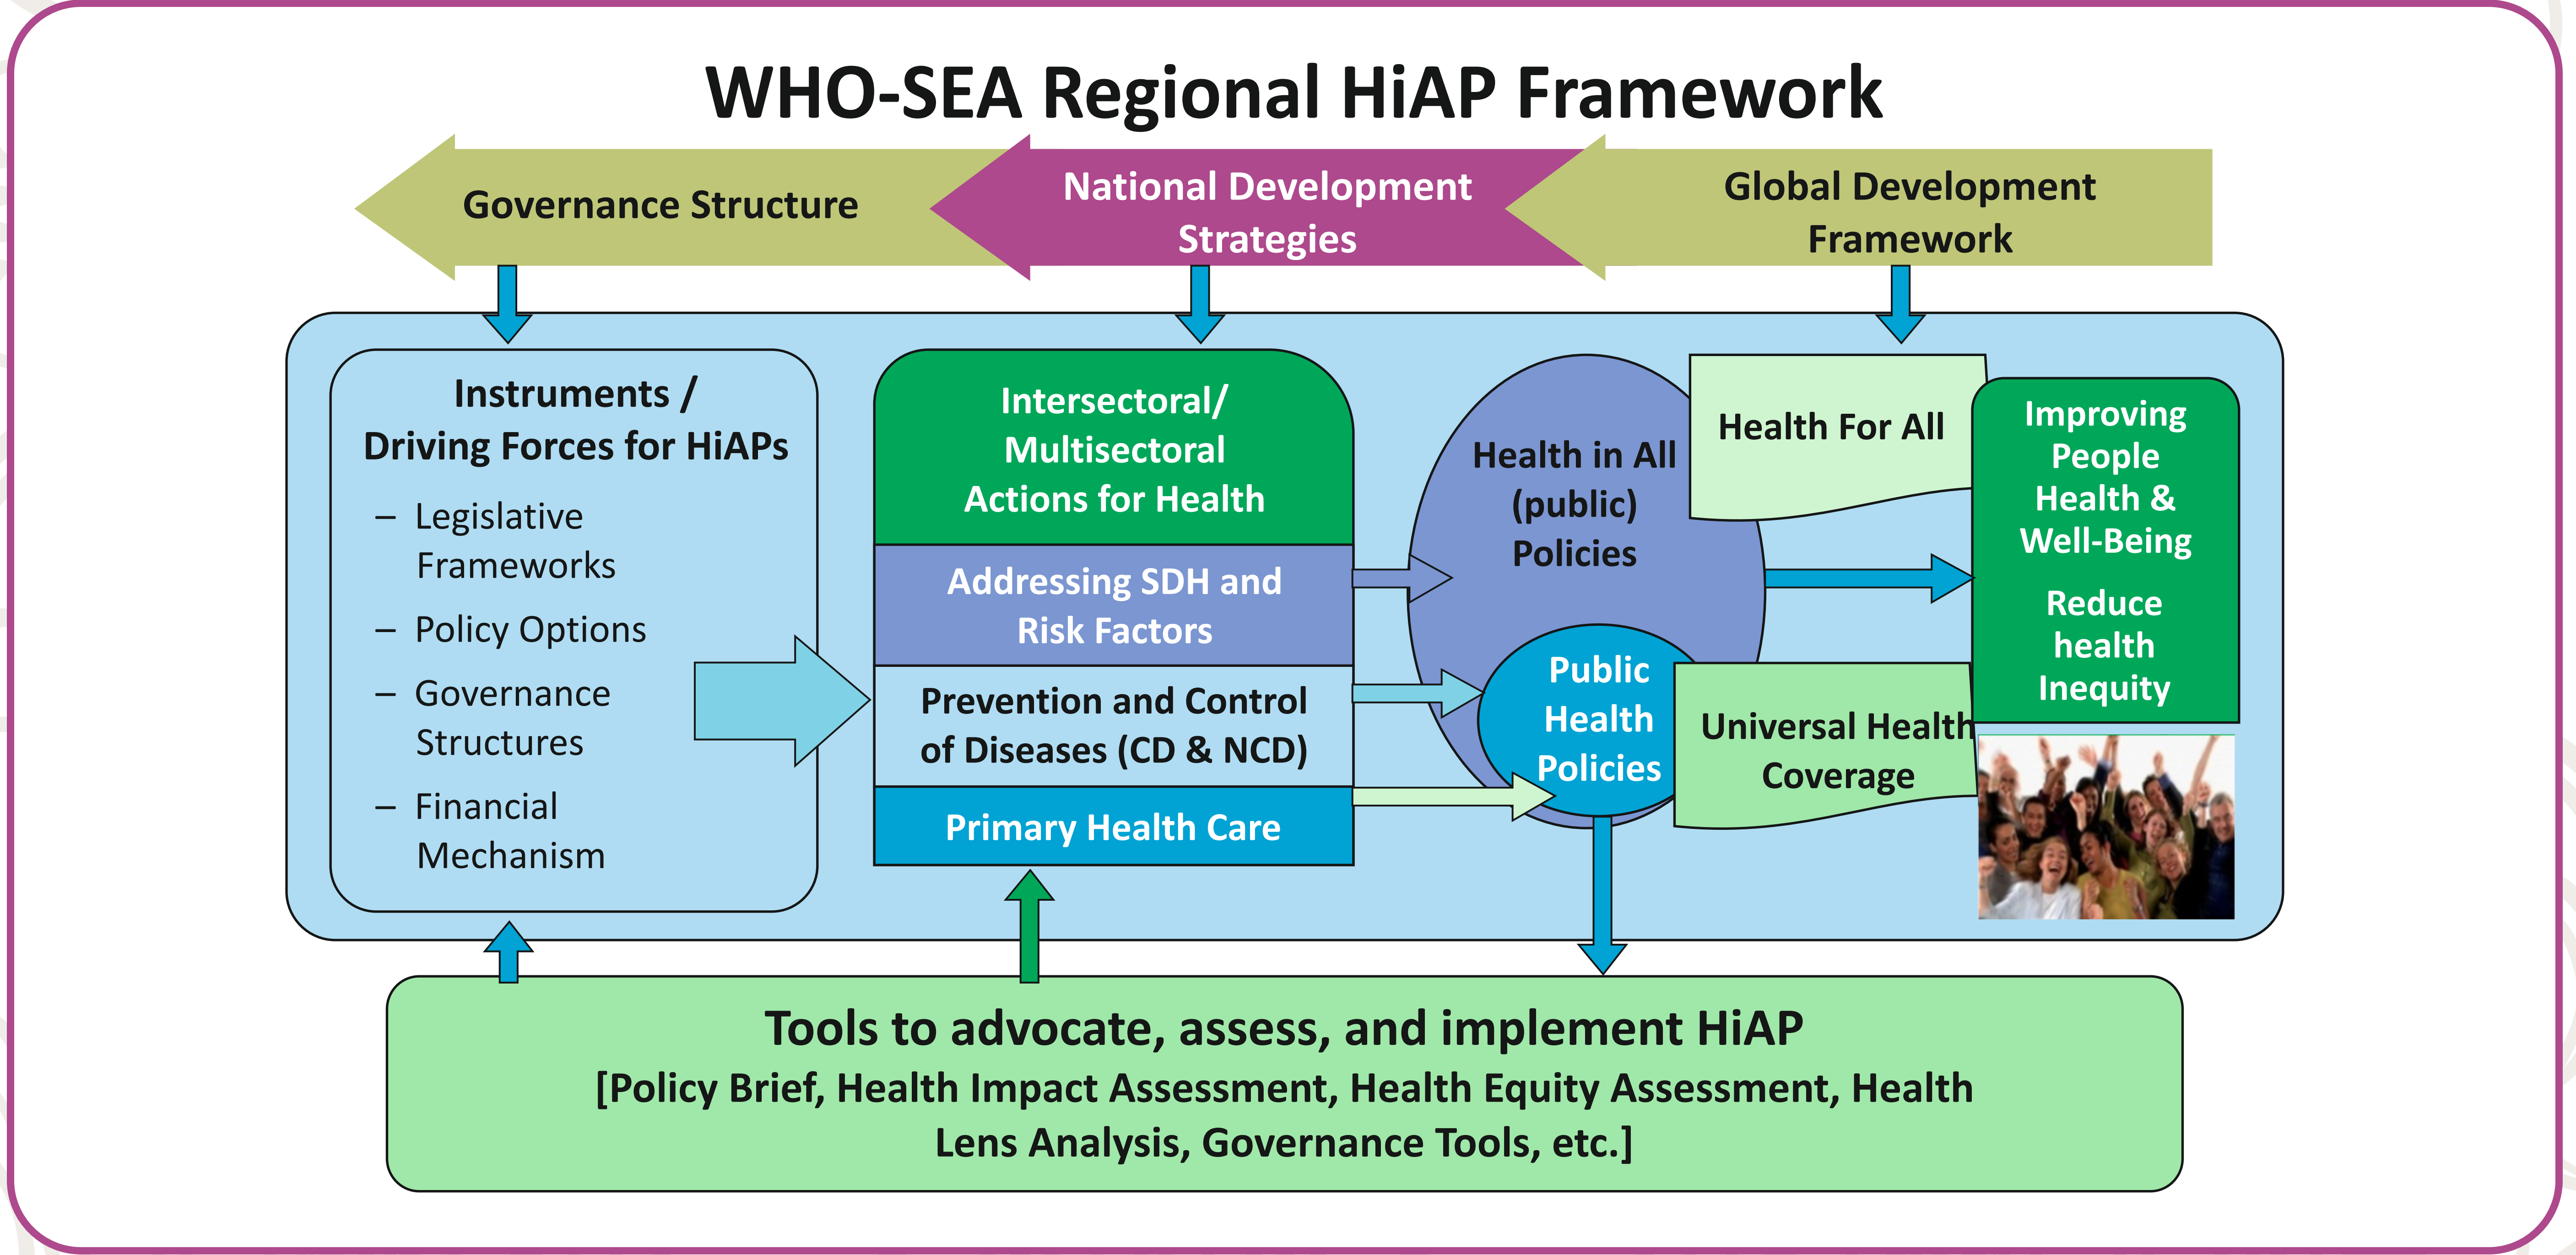 WHO-SEA Regional HiAP Framework
Governance Structure
National Development
Strategies
Global Development
Framework
Instruments /
Driving Forces for HiAPs
– Legislative
Frameworks
– Policy Options
– Governance
Structures
– Financial
Mechanism
Intersectoral/
Multisectoral
Actions for Health
Addressing SDH and
Risk Factors
Prevention and Control
of Diseases (CD & NCD)
Primary Health Care
Health in All
(public)
Policies
Public
Health
Policies
Health For All
Universal Health
Coverage
Improving
People
Health &
Well-Being
Reduce
health
Inequity
Tools to advocate, assess, and implement HiAP
[Policy Brief, Health Impact Assessment, Health Equity Assessment, Health
Lens Analysis, Governance Tools, etc.]